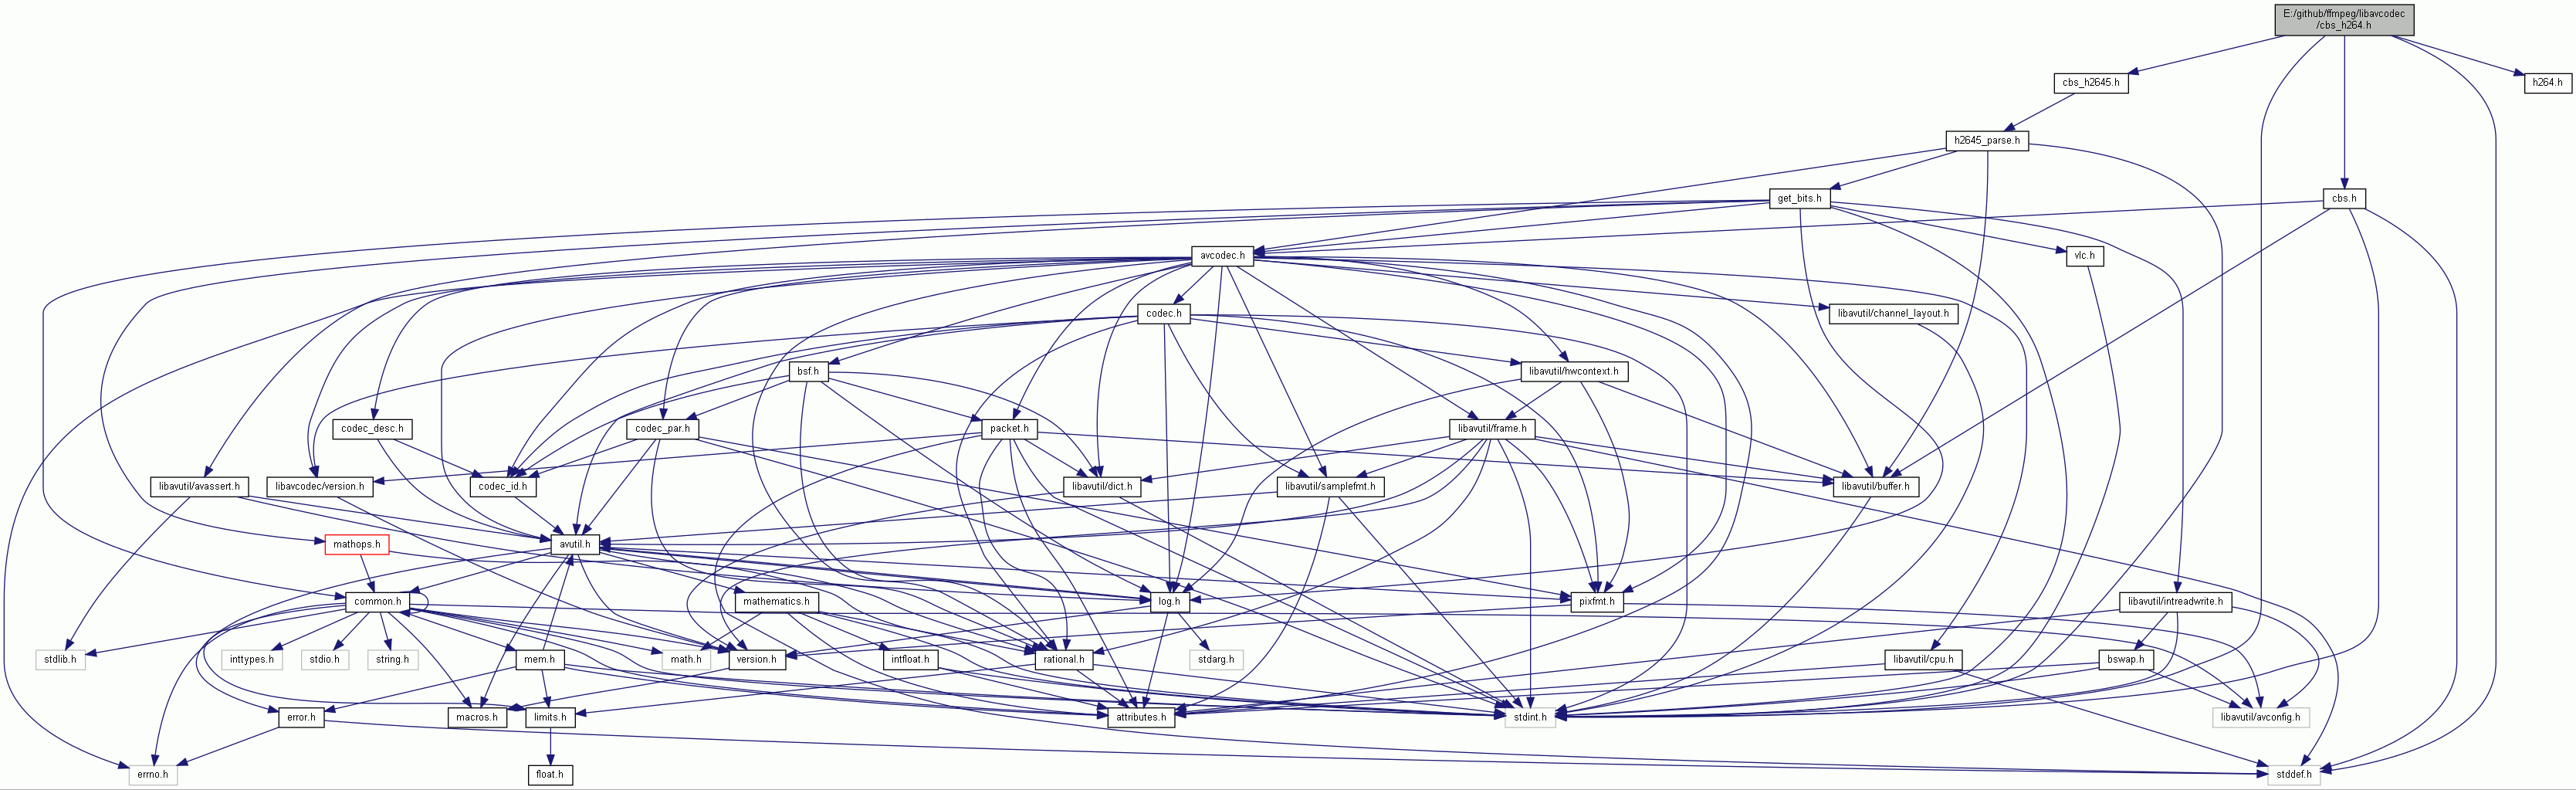 E:/github/ffmpeg/libavcodec
/cbs_h264.h
cbs_h2645.h
h264.h
h2645_parse.h
get_bits.h
cbs.h
avcodec.h
vlc.h
codec.h
libavutil/channel_layout.h
bsf.h
libavutil/hwcontext.h
codec_desc.h
codec_par.h
packet.h
libavutil/frame.h
libavutil/avassert.h
libavcodec/version.h
codec_id.h
libavutil/dict.h
libavutil/samplefmt.h
libavutil/buffer.h
mathops.h
avutil.h
common.h
mathematics.h
log.h
pixfmt.h
libavutil/intreadwrite.h
stdlib.h
inttypes.h
stdio.h
string.h
mem.h
math.h
version.h
intfloat.h
rational.h
stdarg.h
libavutil/cpu.h
bswap.h
error.h
macros.h
limits.h
attributes.h
stdint.h
libavutil/avconfig.h
errno.h
float.h
stddef.h